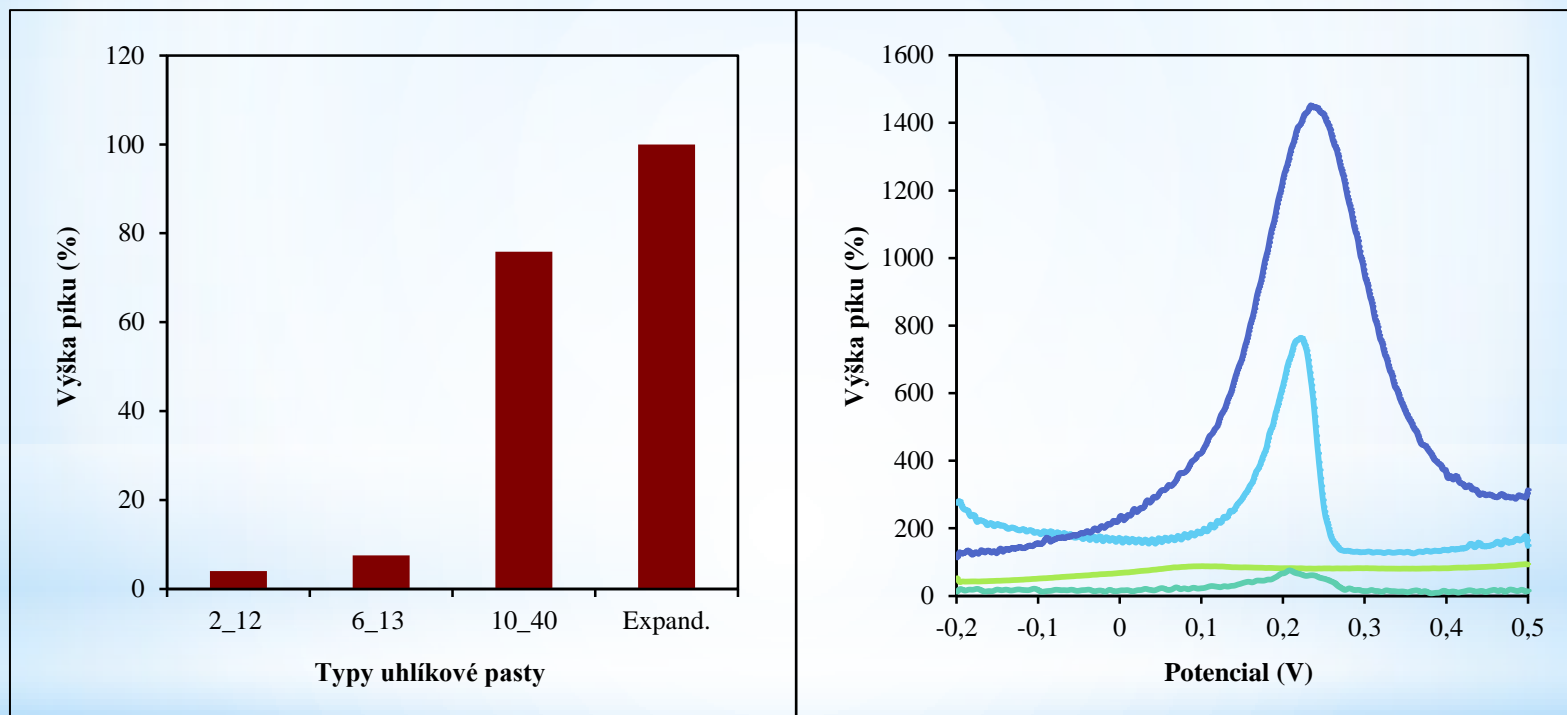 120
100
80
60
40
20
0
Výška píku (%)
2_12 6_13 10_40 Expand.
Typy uhlíkové pasty
1600
1400
1200
1000
800
600
400
200
0
Výška píku (%)
-0,2 -0,1 0 0,1 0,2 0,3 0,4 0,5
Potencial (V)